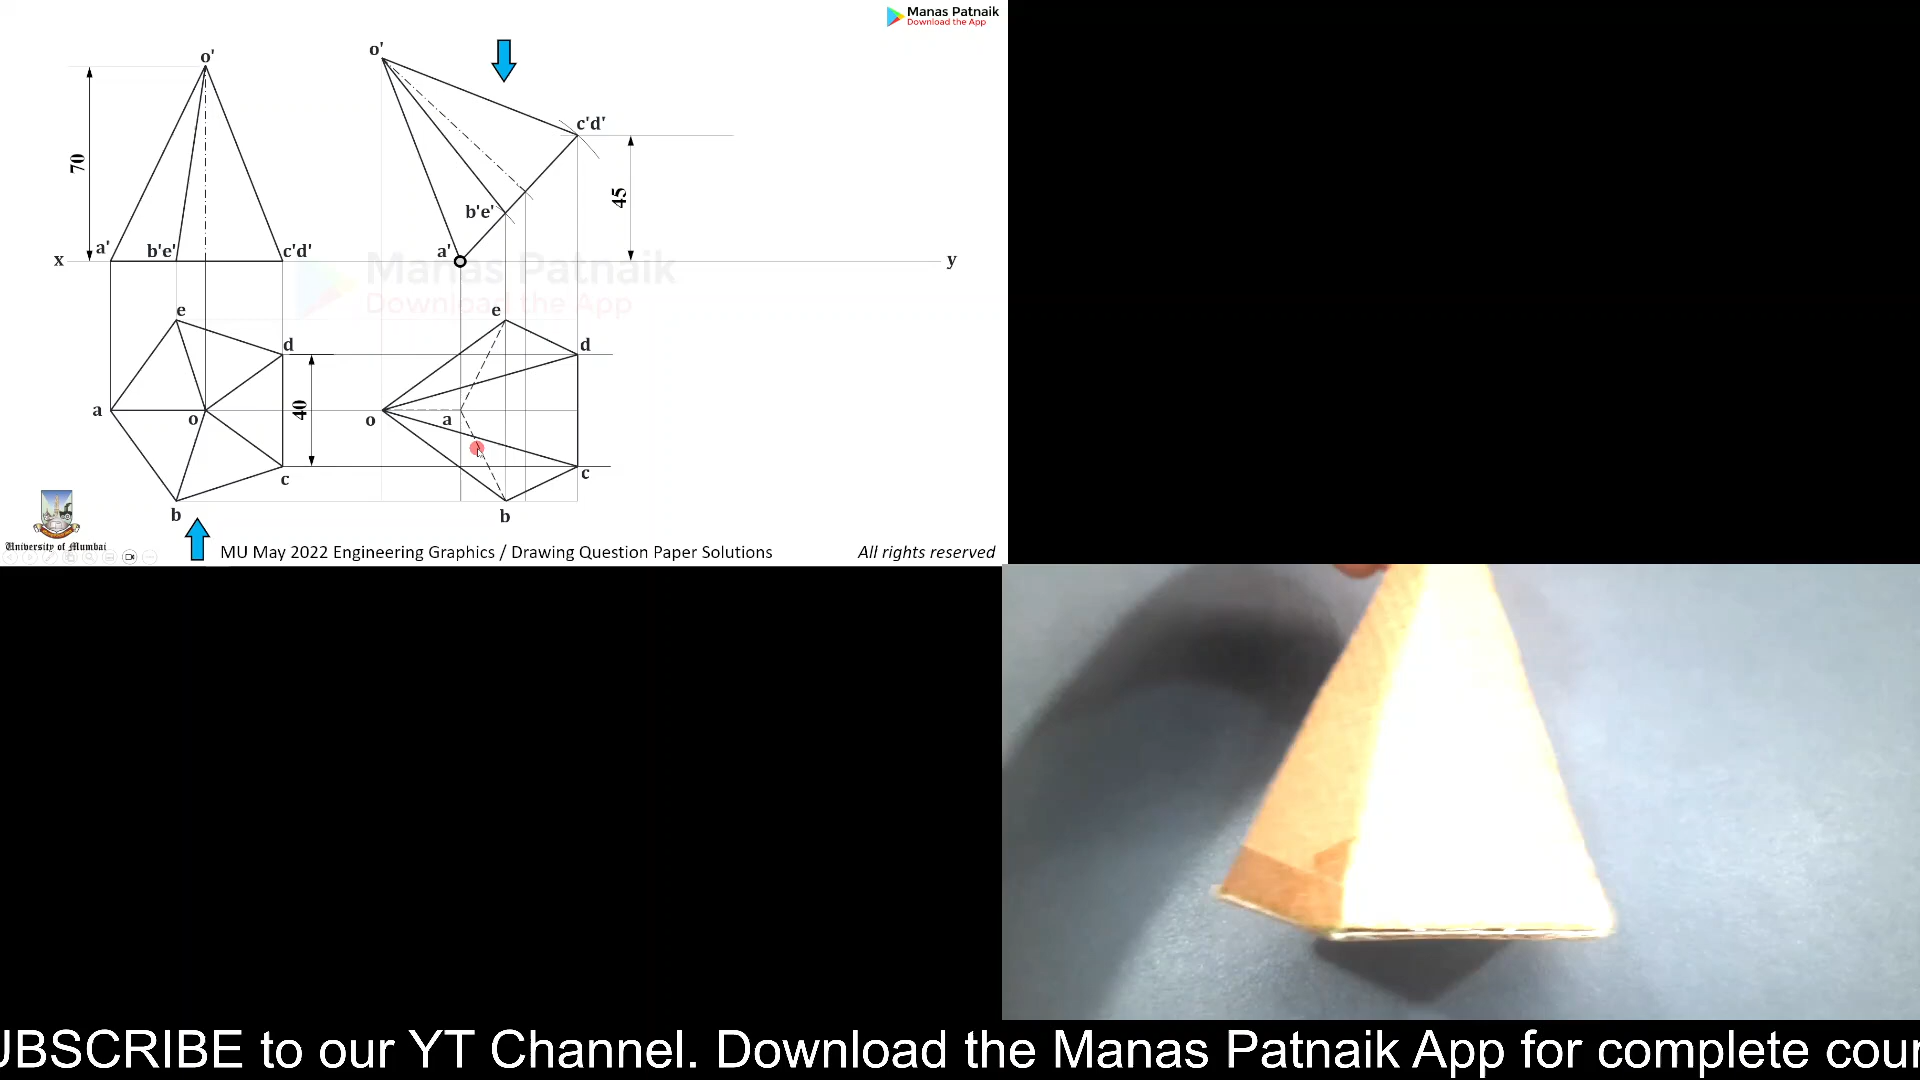 Manas Patnaik
Download the App
o'
o'
c'd'
70
45
b'e'
a'
b'e'
c'd'
a'
x
y
Manas Patnaik
Download the App
e
e
d
d
a
o
40
o
a
c
c
b
b
University of Mumbai
MU May 2022 Engineering Graphics / Drawing Question Paper Solutions
All rights reserved
UBSCRIBE to our YT Channel. Download the Manas Patnaik App for complete cour